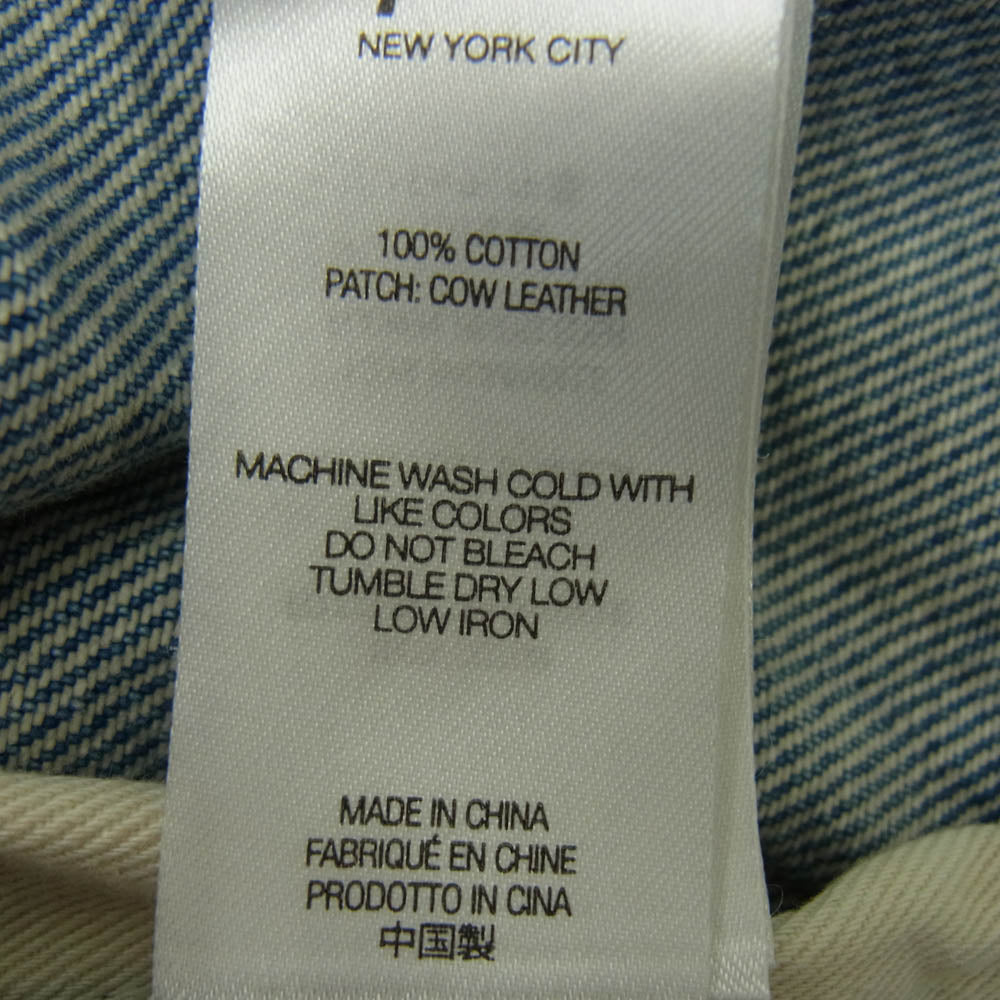 NEW YORK CITY
100% COTTON
PATCH: COW LEATHER
MACHINE WASH COLD WITH
LIKE COLORS
DO NOT BLEACH
TUMBLE DRY LOW
LOW IRON
MADE IN CHINA
FABRIQUÉ EN CHINE
PRODOTTO IN CINA
中国製